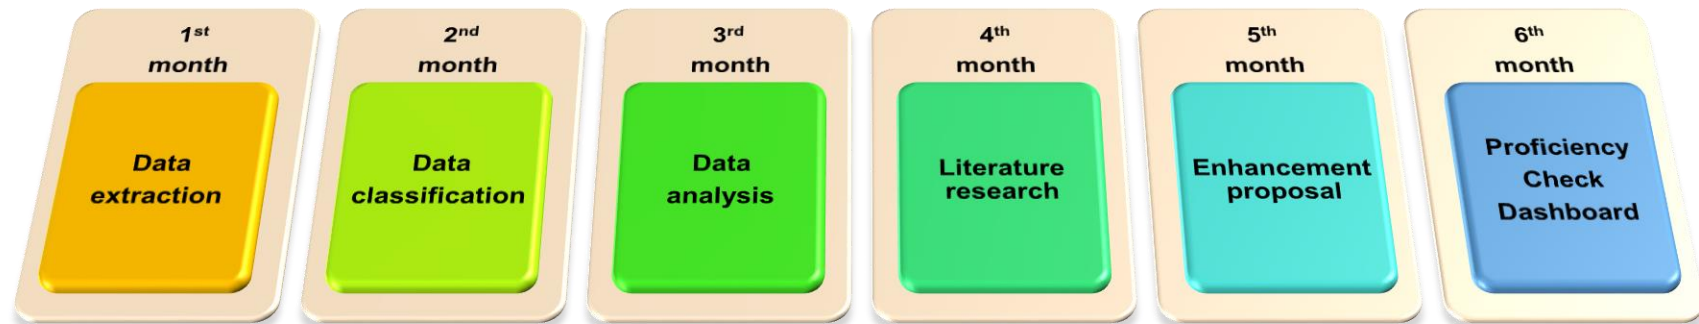 1st
month
Data
extraction
2nd
month
Data
classification
3rd
month
Data
analysis
4th
month
Literature
research
5th
month
Enhancement
proposal
6th
month
Proficiency
Check
Dashboard